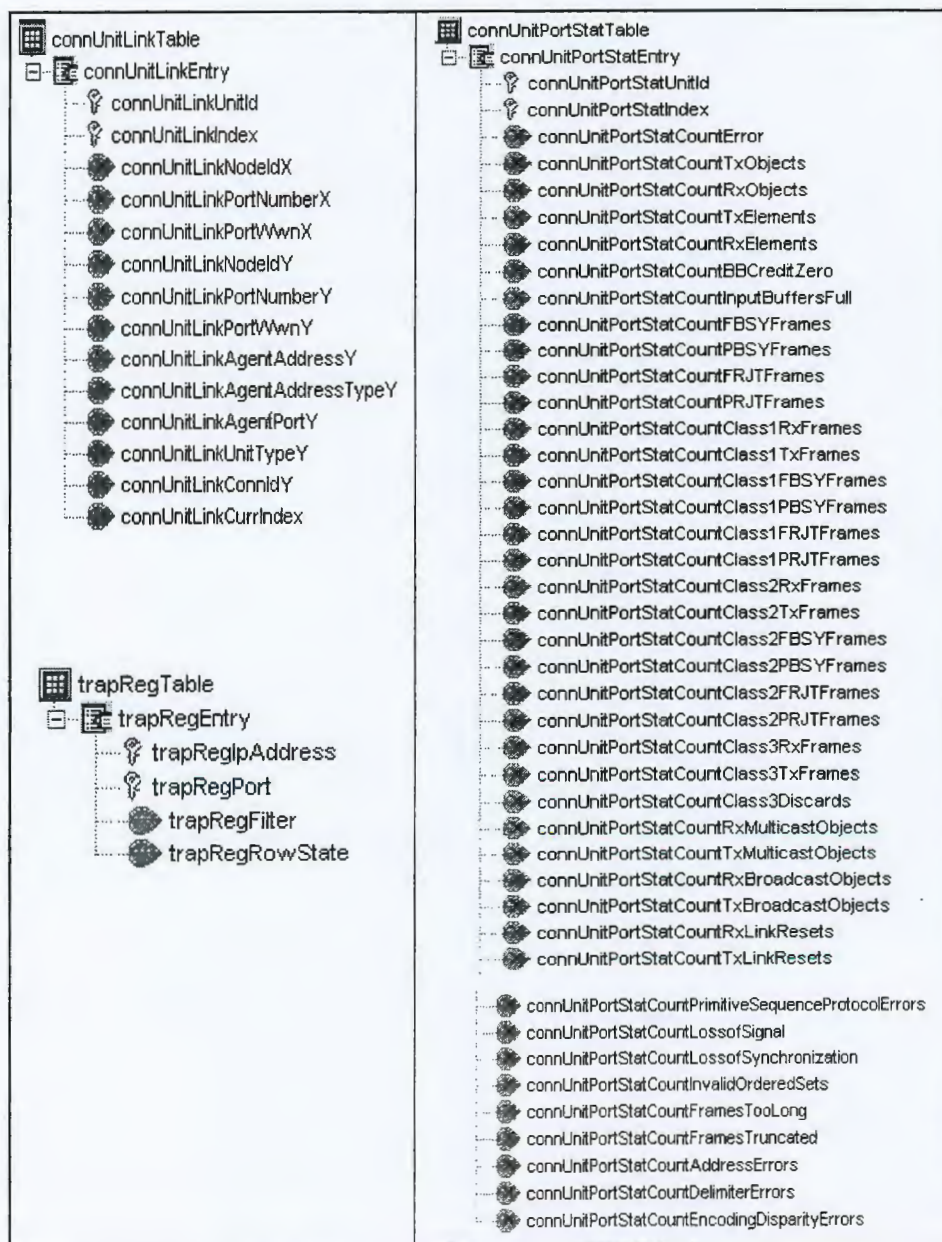 connUnitLinkTable
connUnitLinkEntry
connUnitLinkUnitId
connUnitLinkIndex
connUnitLinkNodeIdX
connUnitLinkPortNumberX
connUnitLinkPortWwnX
connUnitLinkNodeIdY
connUnitLinkPortNumberY
connUnitLinkPortWwnY
connUnitLinkAgentAddressY
connUnitLinkAgentAddressTypeY
connUnitLinkAgentPortY
connUnitLinkUnitTypeY
connUnitLinkConnIdY
connUnitLinkCurrIndex
trapRegTable
trapRegEntry
trapRegIpAddress
trapRegPort
trapRegFilter
trapRegRowState
connUnitPortStatTable
connUnitPortStatEntry
connUnitPortStatUnitId
connUnitPortStatIndex
connUnitPortStatCountError
connUnitPortStatCountTxObjects
connUnitPortStatCountRxObjects
connUnitPortStatCountTxElements
connUnitPortStatCountRxElements
connUnitPortStatCountBBCreditZero
connUnitPortStatCountInputBuffersFull
connUnitPortStatCountFBSYFrames
connUnitPortStatCountPBSYFrames
connUnitPortStatCountFRJTFrames
connUnitPortStatCountPRJTFrames
connUnitPortStatCountClass1RxFrames
connUnitPortStatCountClass1TxFrames
connUnitPortStatCountClass1FBSYFrames
connUnitPortStatCountClass1PBSYFrames
connUnitPortStatCountClass1FRJTFrames
connUnitPortStatCountClass1PRJTFrames
connUnitPortStatCountClass2RxFrames
connUnitPortStatCountClass2TxFrames
connUnitPortStatCountClass2FBSYFrames
connUnitPortStatCountClass2PBSYFrames
connUnitPortStatCountClass2FRJTFrames
connUnitPortStatCountClass2PRJTFrames
connUnitPortStatCountClass3RxFrames
connUnitPortStatCountClass3TxFrames
connUnitPortStatCountClass3Discards
connUnitPortStatCountRxMulticastObjects
connUnitPortStatCountTxMulticastObjects
connUnitPortStatCountRxBroadcastObjects
connUnitPortStatCountTxBroadcastObjects
connUnitPortStatCountRxLinkResets
connUnitPortStatCountTxLinkResets
connUnitPortStatCountPrimitiveSequenceProtocolErrors
connUnitPortStatCountLossofSignal
connUnitPortStatCountLossofSynchronization
connUnitPortStatCountInvalidOrderedSets
connUnitPortStatCountFramesTooLong
connUnitPortStatCountFramesTruncated
connUnitPortStatCountAddressErrors
connUnitPortStatCountDelimiterErrors
connUnitPortStatCountEncodingDisparityErrors